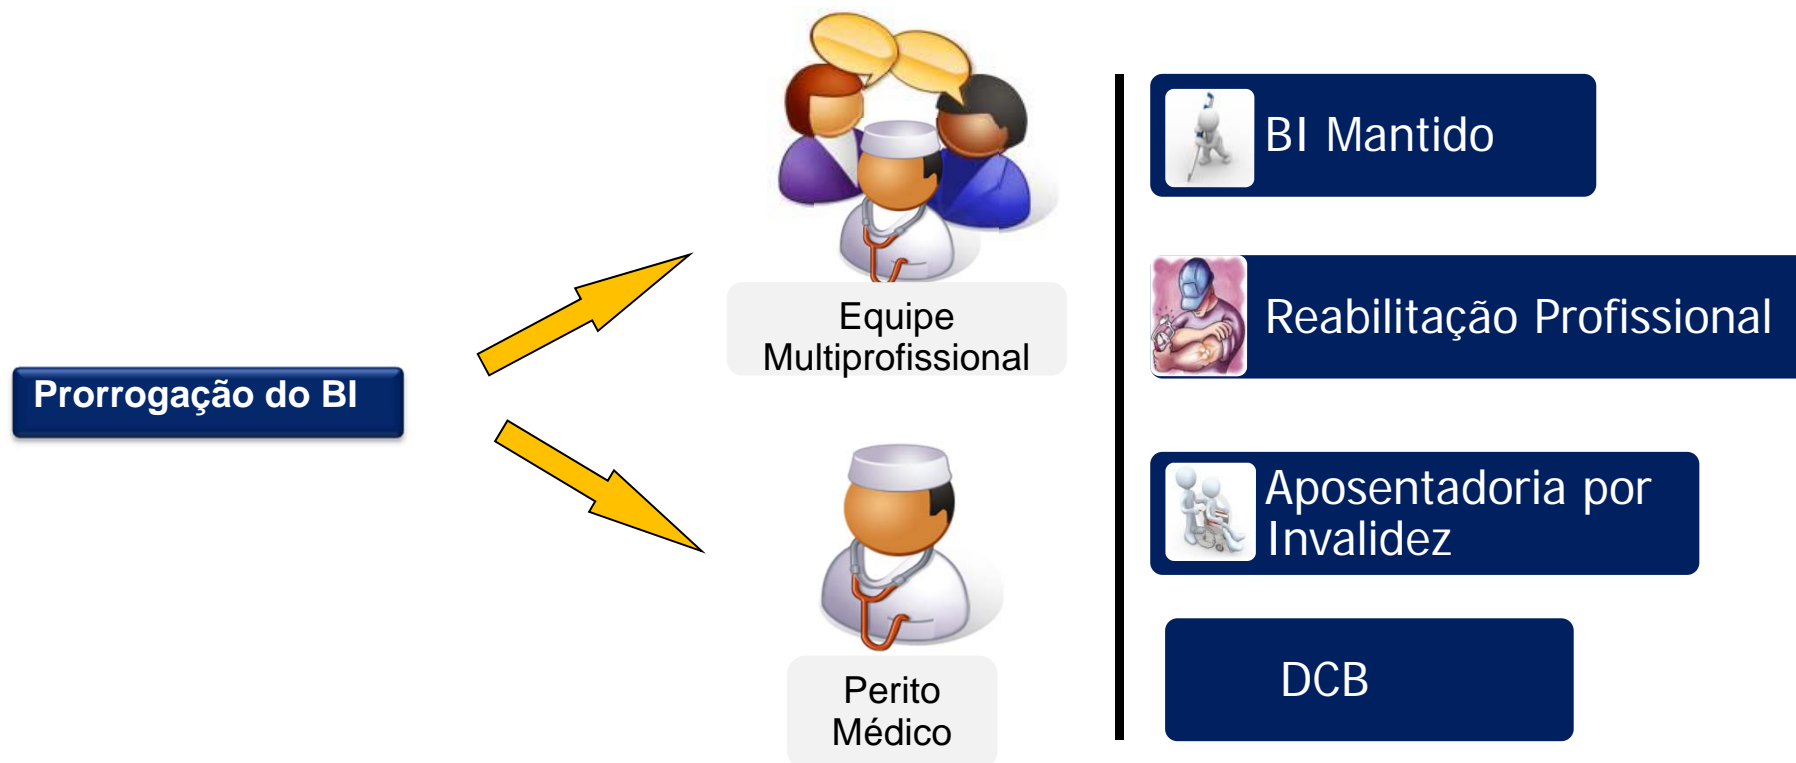 Prorrogação do BI
Equipe
Multiprofissional
Perito
Médico
BI Mantido
Reabilitação Profissional
Aposentadoria por
Invalidez
DCB